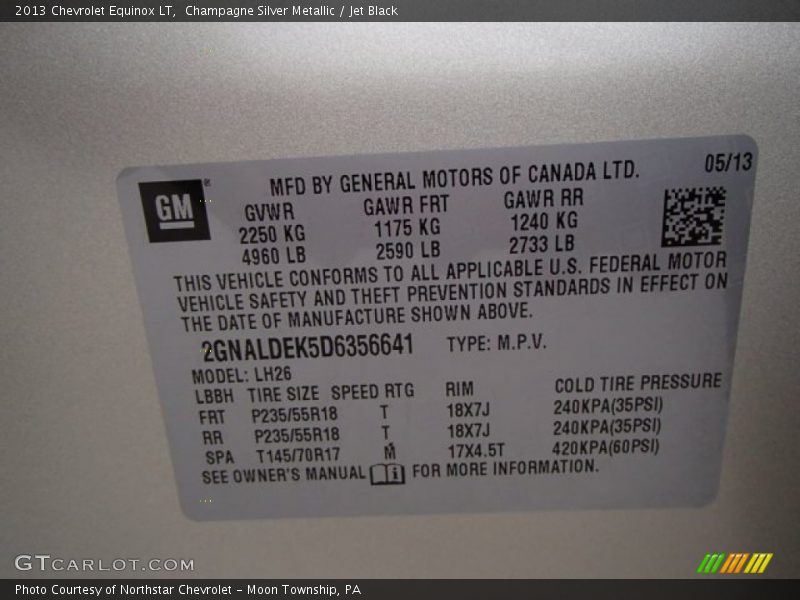 2013 Chevrolet Equinox LT,  Champagne Silver Metallic / Jet Black
GM
MFD BY GENERAL MOTORS OF CANADA LTD. 05/13
GVWR GAWR FRT GAWR RR
2250 KG 1175 KG 1240 KG
4960 LB 2590 LB 2733 LB
THIS VEHICLE CONFORMS TO ALL APPLICABLE U.S. FEDERAL MOTOR
VEHICLE SAFETY AND THEFT PREVENTION STANDARDS IN EFFECT ON
THE DATE OF MANUFACTURE SHOWN ABOVE.
2GNALDEK5D6356641 TYPE: M.P.V.
MODEL: LH26
LBBH TIRE SIZE SPEED RTG RIM COLD TIRE PRESSURE
FRT P235/55R18 T 18X7J 240KPA(35PSI)
RR P235/55R18 T 18X7J 240KPA(35PSI)
SPA T145/70R17 M 17X4.5T 420KPA(60PSI)
SEE OWNER'S MANUAL FOR MORE INFORMATION.
GTCARLOT.COM
Photo Courtesy of Northstar Chevrolet - Moon Township, PA